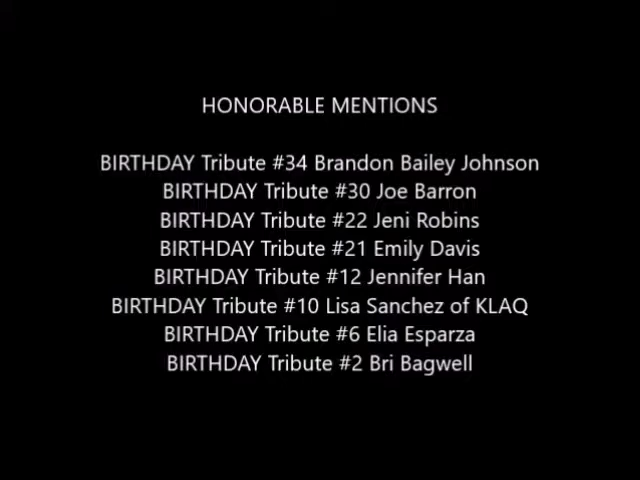 HONORABLE MENTIONS
BIRTHDAY Tribute #34 Brandon Bailey Johnson
BIRTHDAY Tribute #30 Joe Barron
BIRTHDAY Tribute #22 Jeni Robins
BIRTHDAY Tribute #21 Emily Davis
BIRTHDAY Tribute #12 Jennifer Han
BIRTHDAY Tribute #10 Lisa Sanchez of KLAQ
BIRTHDAY Tribute #6 Elia Esparza
BIRTHDAY Tribute #2 Bri Bagwell